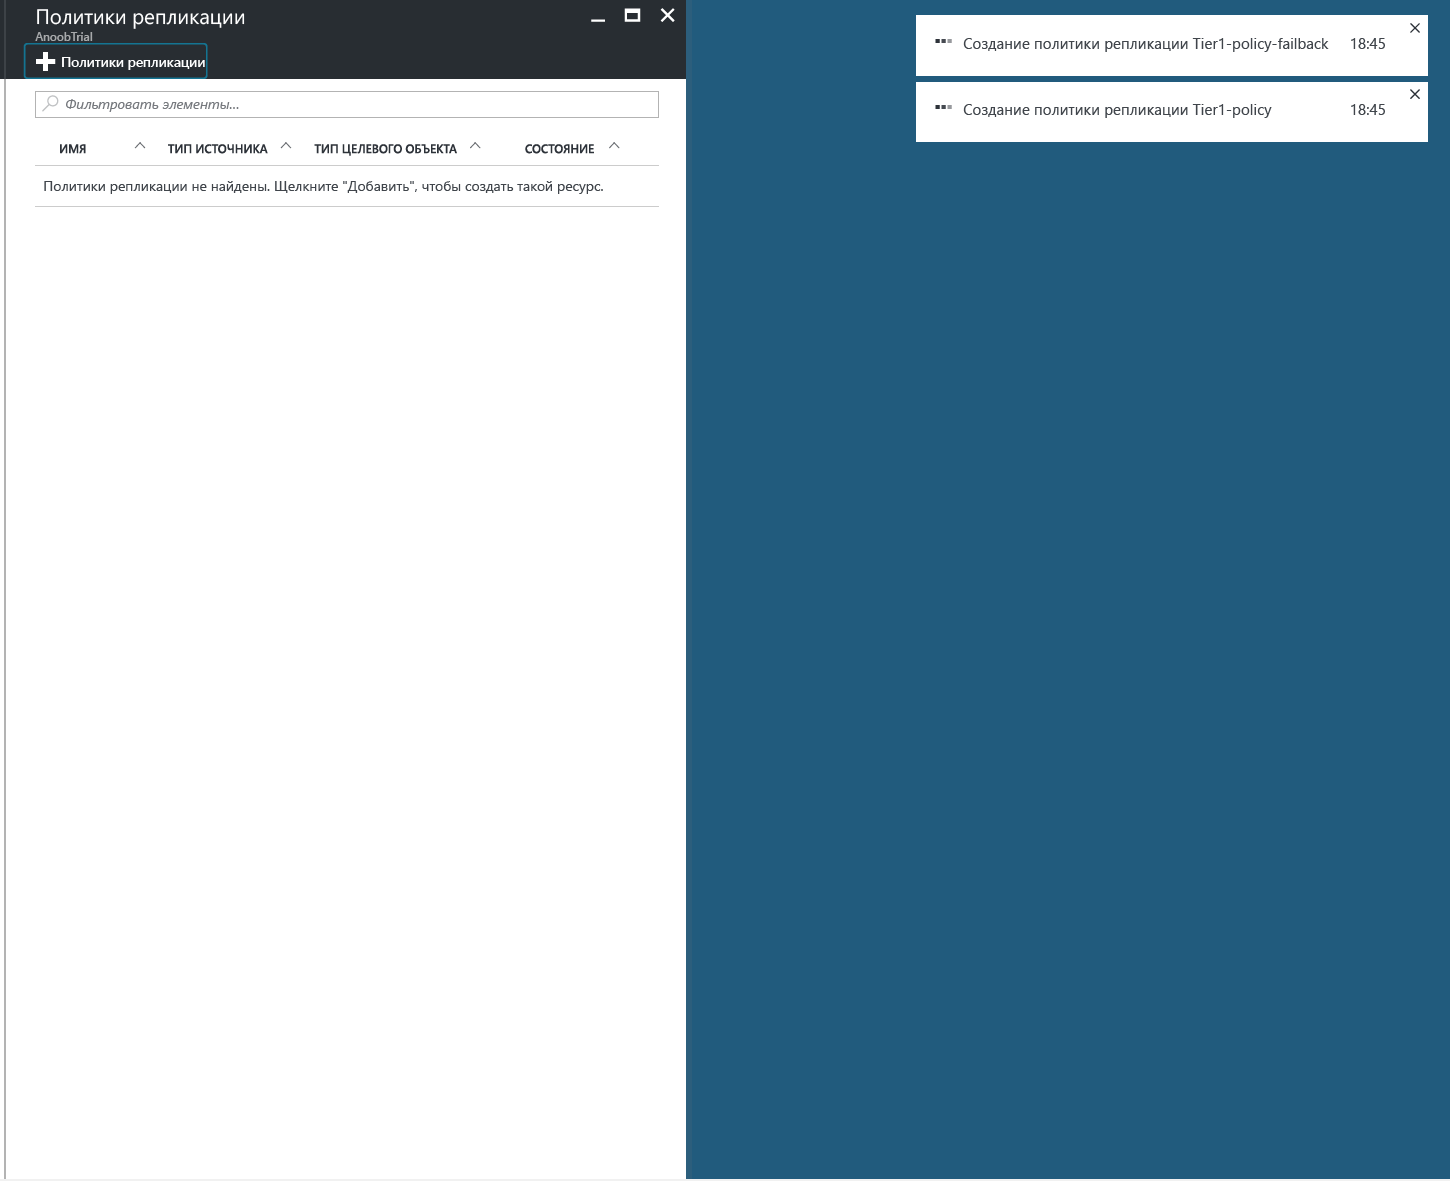 Политики репликации
AnoobTrial
Политики репликации
Фильтровать элементы...
ИМЯ ТИП ИСТОЧНИКА ТИП ЦЕЛЕВОГО ОБЪЕКТА СОСТОЯНИЕ
Политики репликации не найдены. Щелкните "Добавить", чтобы создать такой ресурс.
Создание политики репликации Tier1-policy-failback 18:45
Создание политики репликации Tier1-policy 18:45